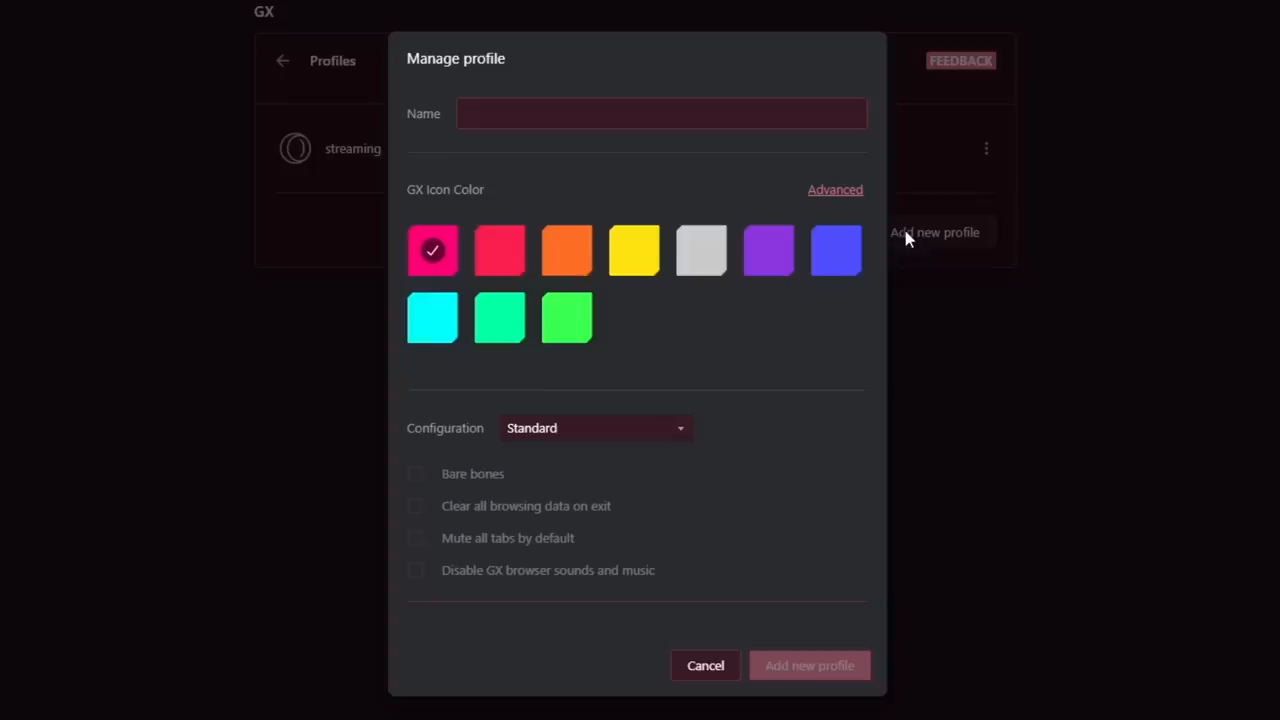 GX
Profiles
FEEDBACK
streaming
Add new profile
Manage profile
Name
GX Icon Color
Advanced
Configuration
Standard
Bare bones
Clear all browsing data on exit
Mute all tabs by default
Disable GX browser sounds and music
Cancel
Add new profile